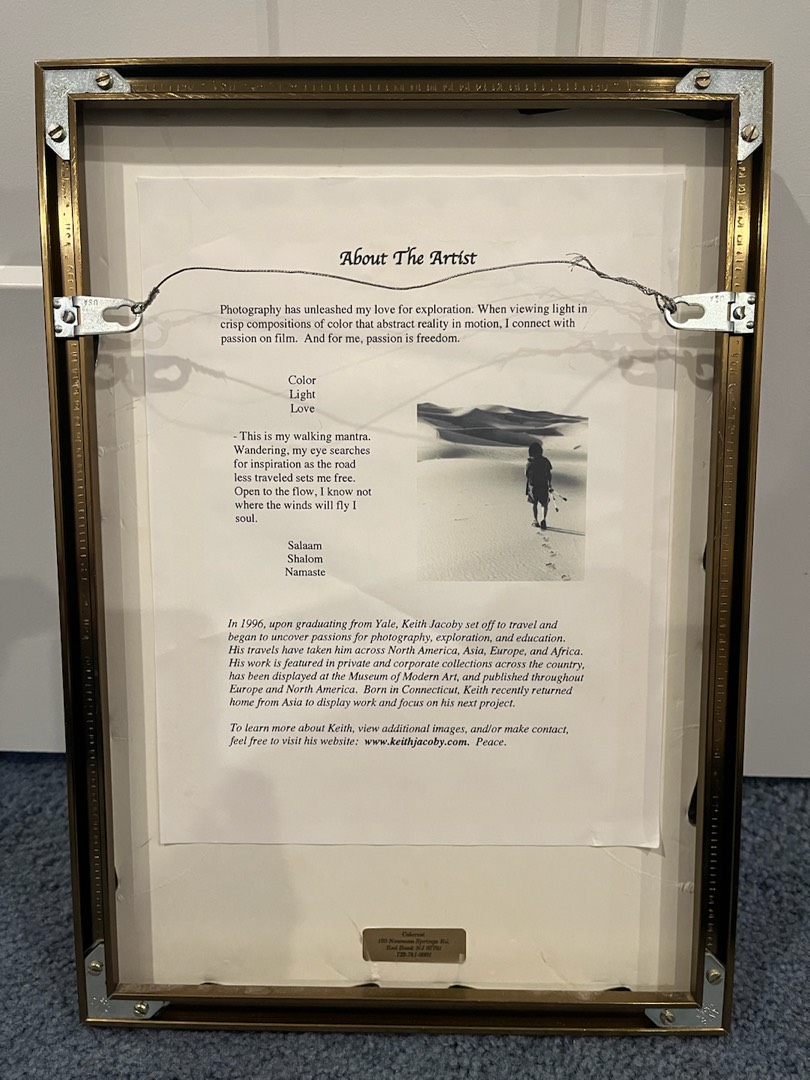 About The Artist
Photography has unleashed my love for exploration. When viewing light in
crisp compositions of color that abstract reality in motion, I connect with
passion on film. And for me, passion is freedom.
Color
Light
Love
- This is my walking mantra.
Wandering, my eye searches
for inspiration as the road
less traveled sets me free.
Open to the flow, I know not
where the winds will fly I
soul.
Salaam
Shalom
Namaste
In 1996, upon graduating from Yale, Keith Jacoby set off to travel and
began to uncover passions for photography, exploration, and education.
His travels have taken him across North America, Asia, Europe, and Africa.
His work is featured in private and corporate collections across the country,
has been displayed at the Museum of Modern Art, and published throughout
Europe and North America. Born in Connecticut, Keith recently returned
home from Asia to display work and focus on his next project.
To learn more about Keith, view additional images, and/or make contact,
feel free to visit his website: www.keithjacoby.com. Peace.
Newman Springs Rd.
Red Bank NJ